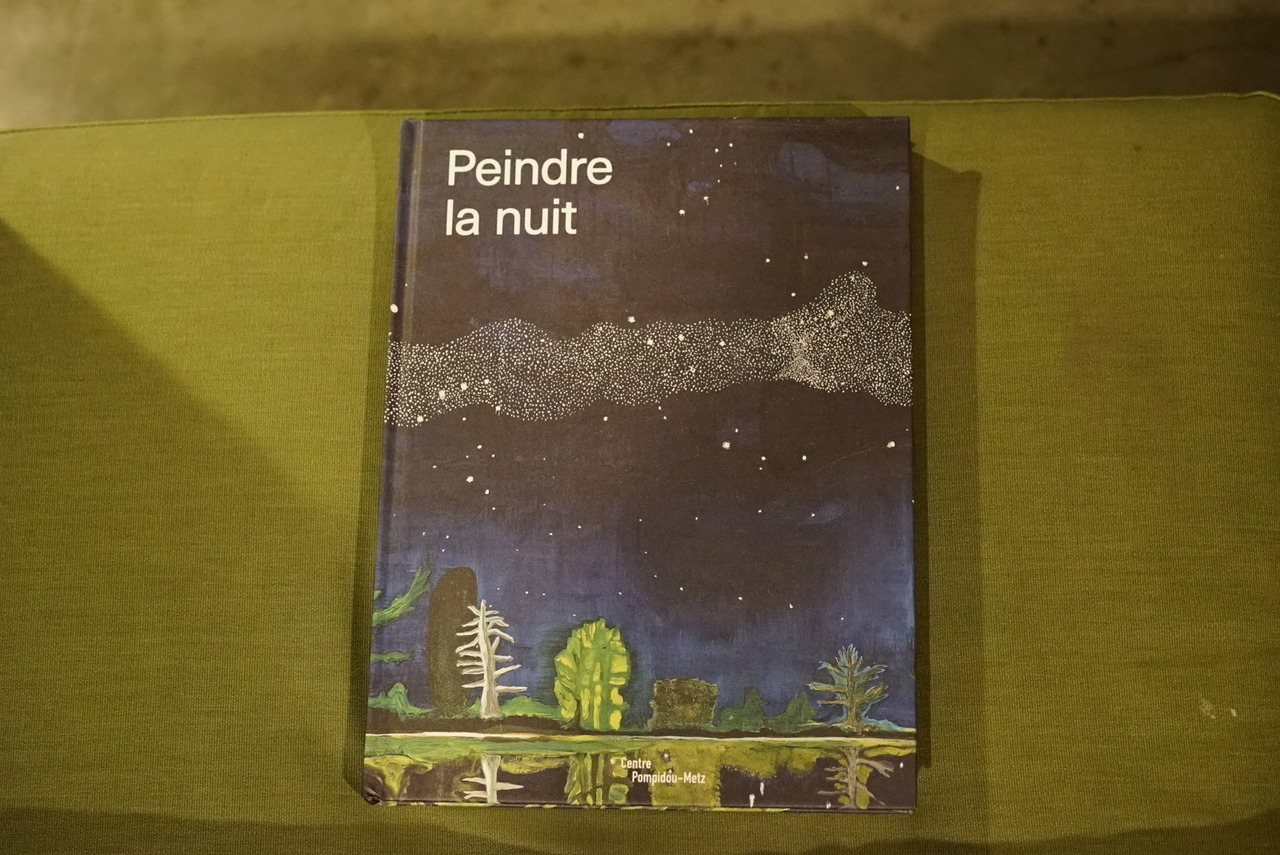 Peindre
la nuit
Centre
Pompidou-Metz